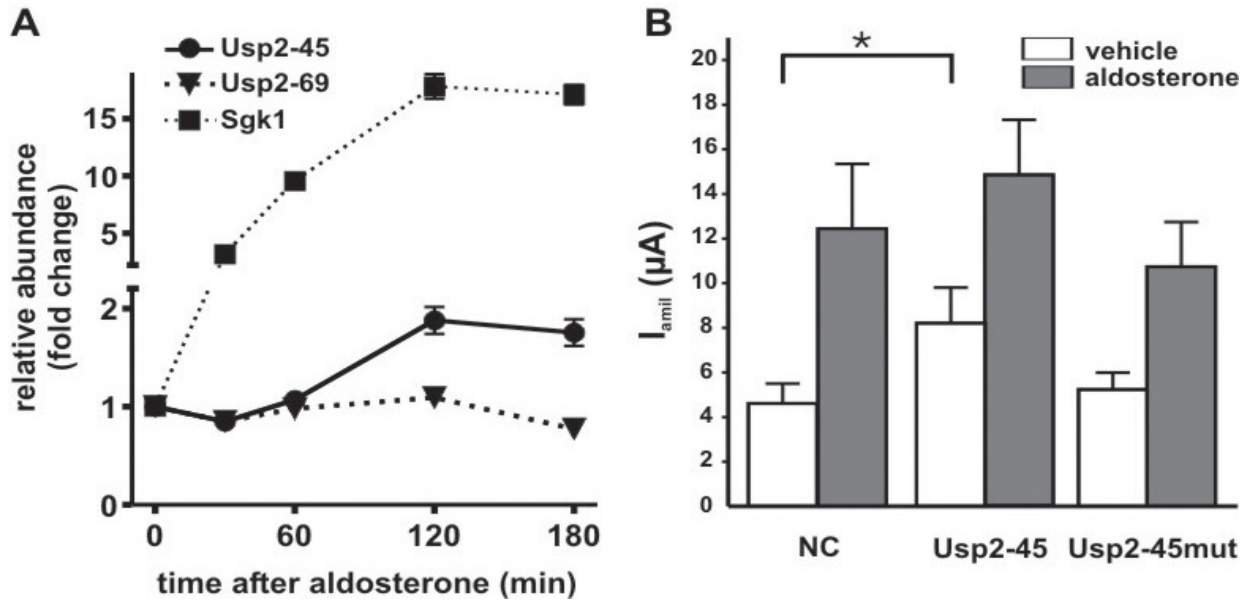 A
Usp2-45
Usp2-69
Sgk1
relative abundance
(fold change)
15
10
5
2
1
0
0 60 120 180
time after aldosterone (min)
B
*
vehicle
aldosterone
I amil (µA)
20
18
16
14
12
10
8
6
4
2
0
NC Usp2-45 Usp2-45mut